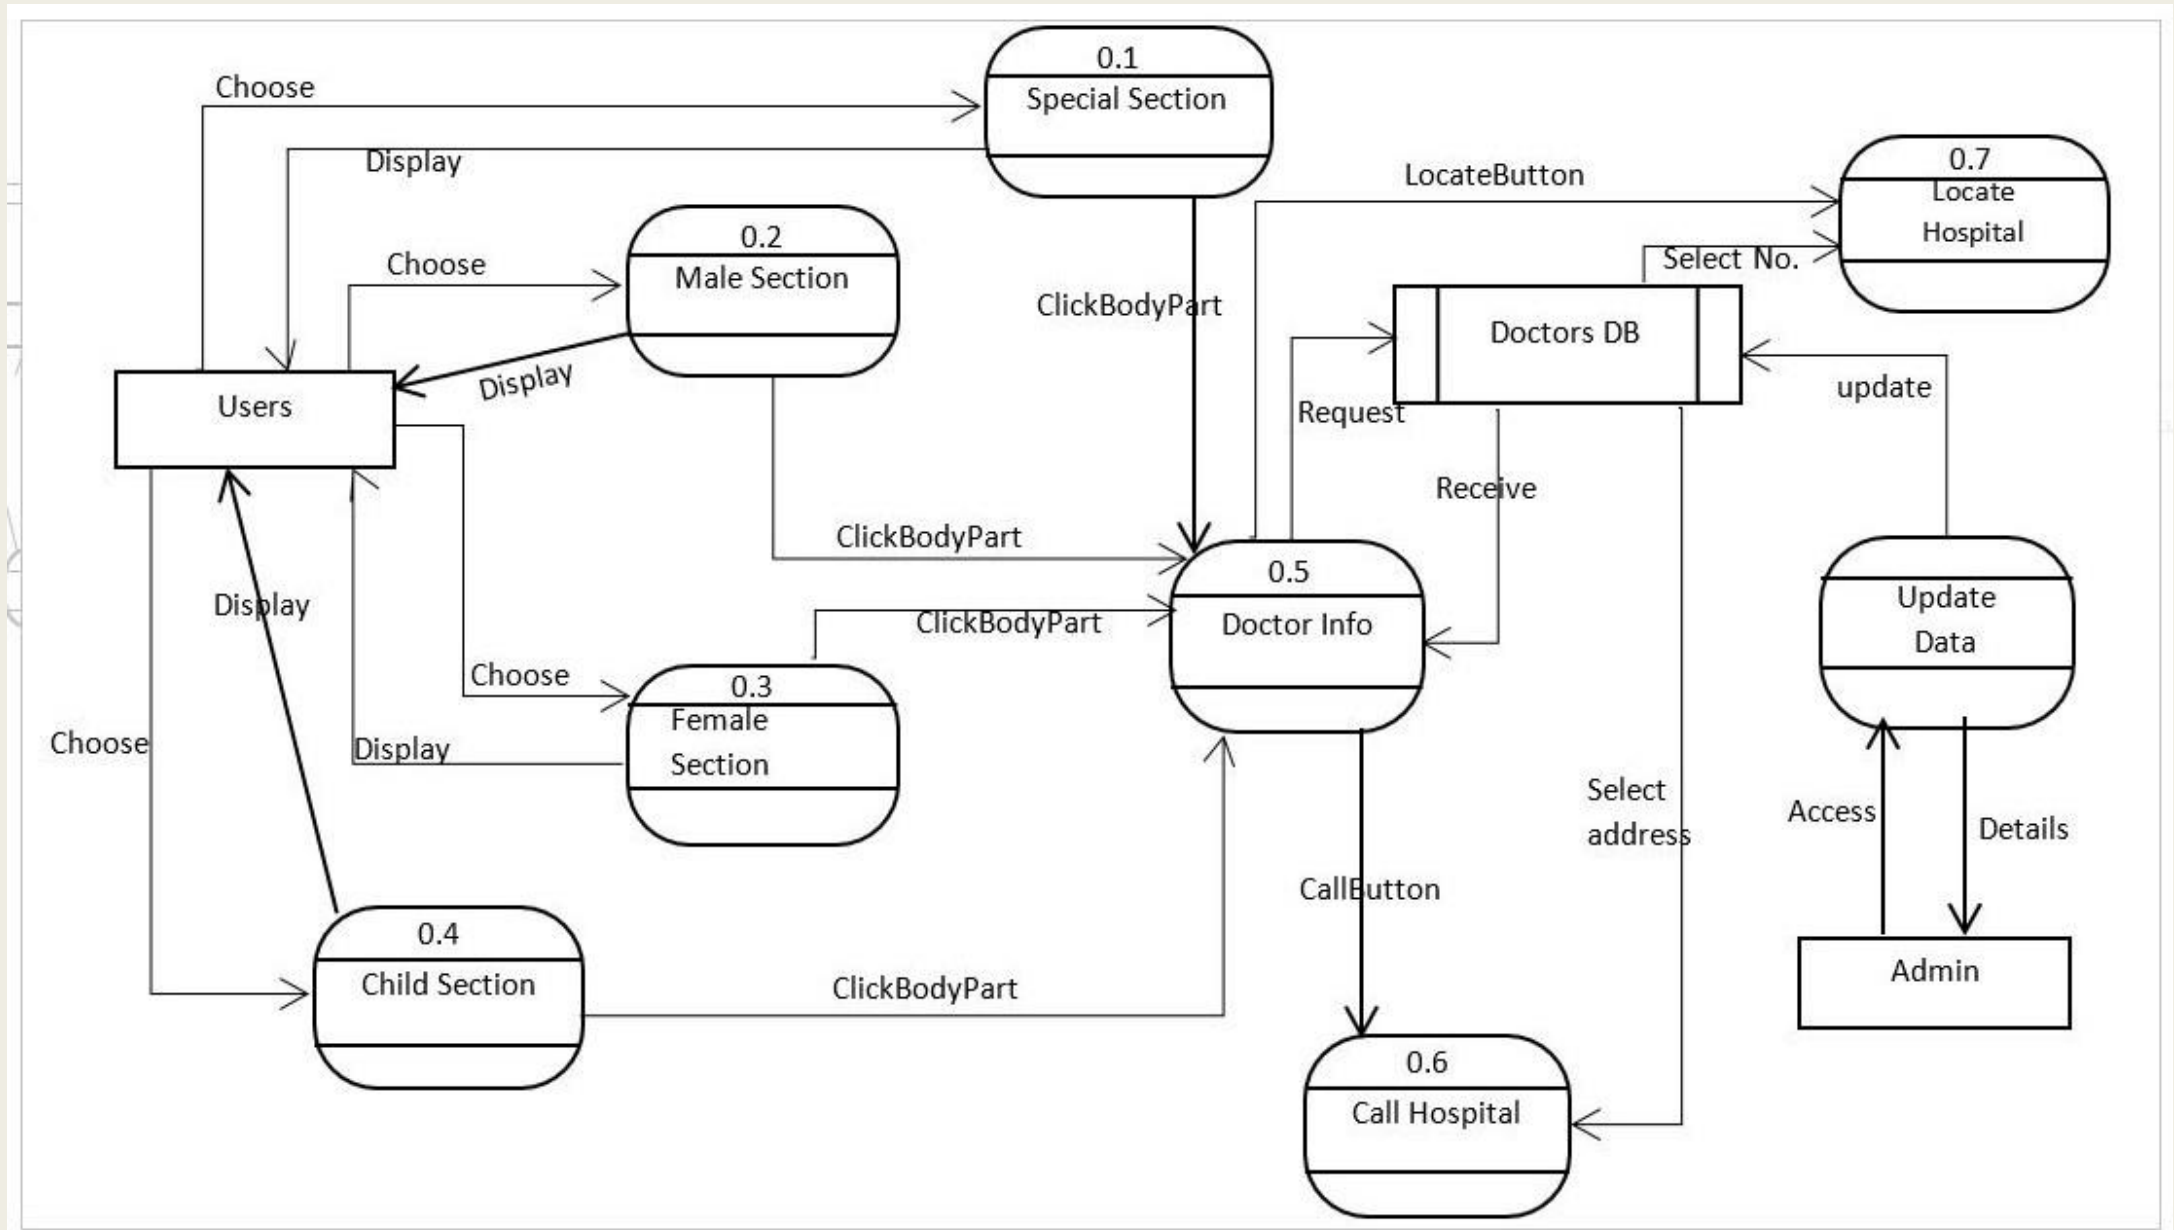 0.1
Special Section
Choose
Display
0.7
Locate
Hospital
LocateButton
0.2
Male Section
Choose
Select No.
ClickBodyPart
Doctors DB
Display
Users
update
Request
Receive
ClickBodyPart
0.5
Doctor Info
ClickBodyPart
Display
Update
Data
Choose
0.3
Female
Section
Display
Choose
Select
address
Access
Details
CallButton
0.4
Child Section
ClickBodyPart
Admin
0.6
Call Hospital